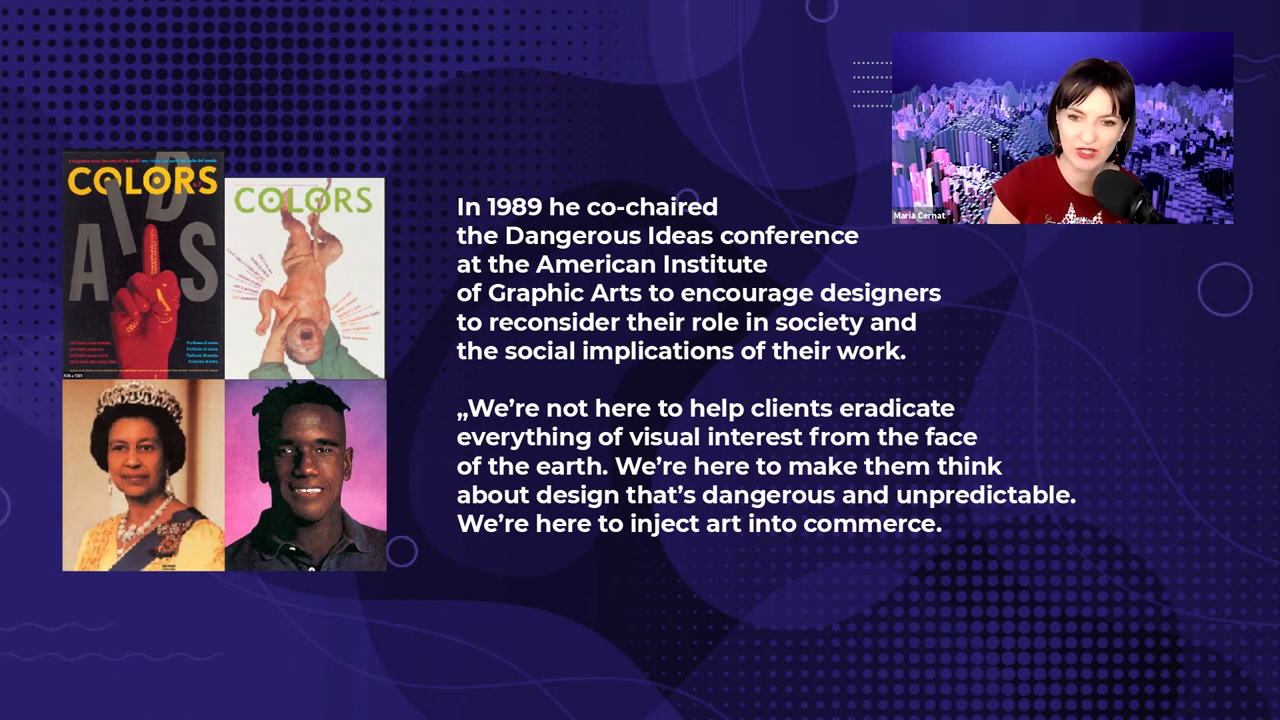 COLORS
AIDS
COLORS
In 1989 he co-chaired
the Dangerous Ideas conference
at the American Institute
of Graphic Arts to encourage designers
to reconsider their role in society and
the social implications of their work.
„We’re not here to help clients eradicate
everything of visual interest from the face
of the earth. We’re here to make them think
about design that’s dangerous and unpredictable.
We’re here to inject art into commerce.
Maria Cernat